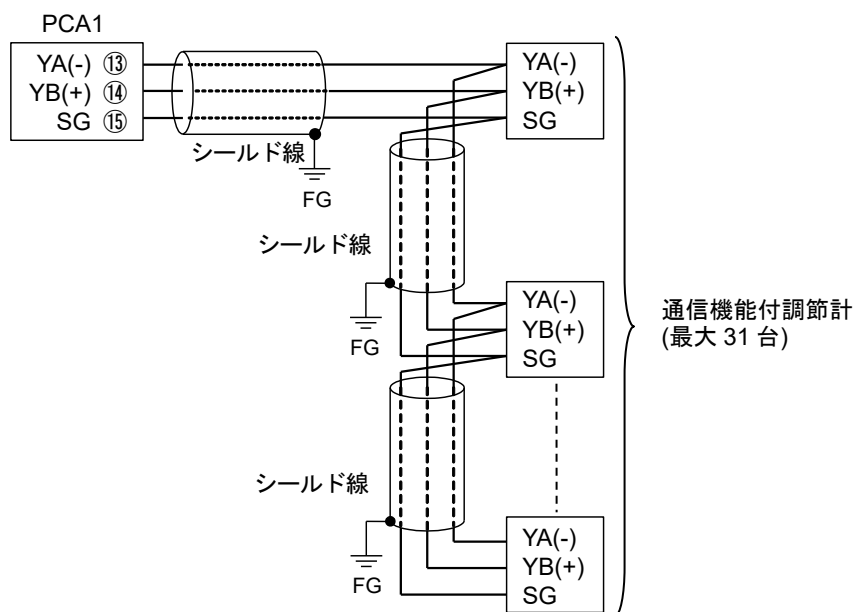 PCA1
YA(-) ⑬
YB(+) ⑭
SG ⑮
シールド線
FG
YA(-)
YB(+)
SG
シールド線
FG
YA(-)
YB(+)
SG
通信機能付調節計
(最大 31 台)
シールド線
FG
YA(-)
YB(+)
SG